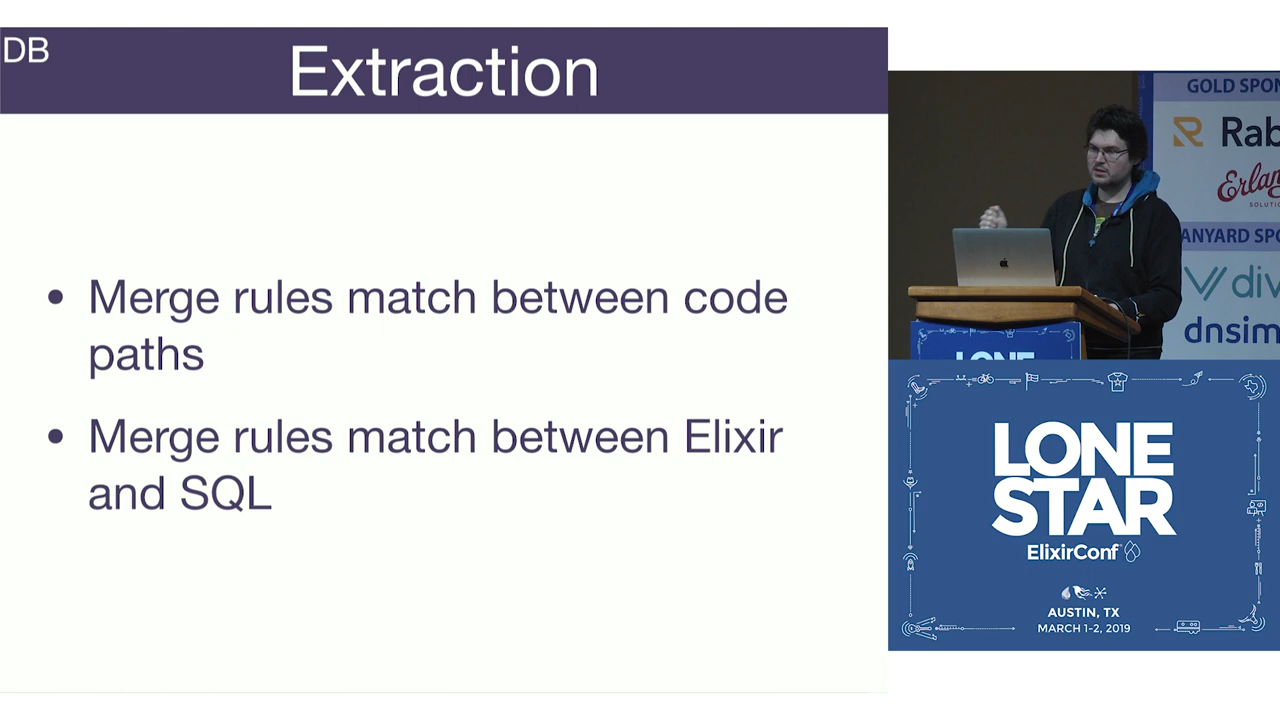 DB
Extraction
• Merge rules match between code
paths
• Merge rules match between Elixir
and SQL
GOLD SPON
Rab
Erlan
SOLUTIO
ANYARD SPO
div
dnsim
LONE
LONE
STAR
ElixirConf
AUSTIN, TX
MARCH 1-2, 2019